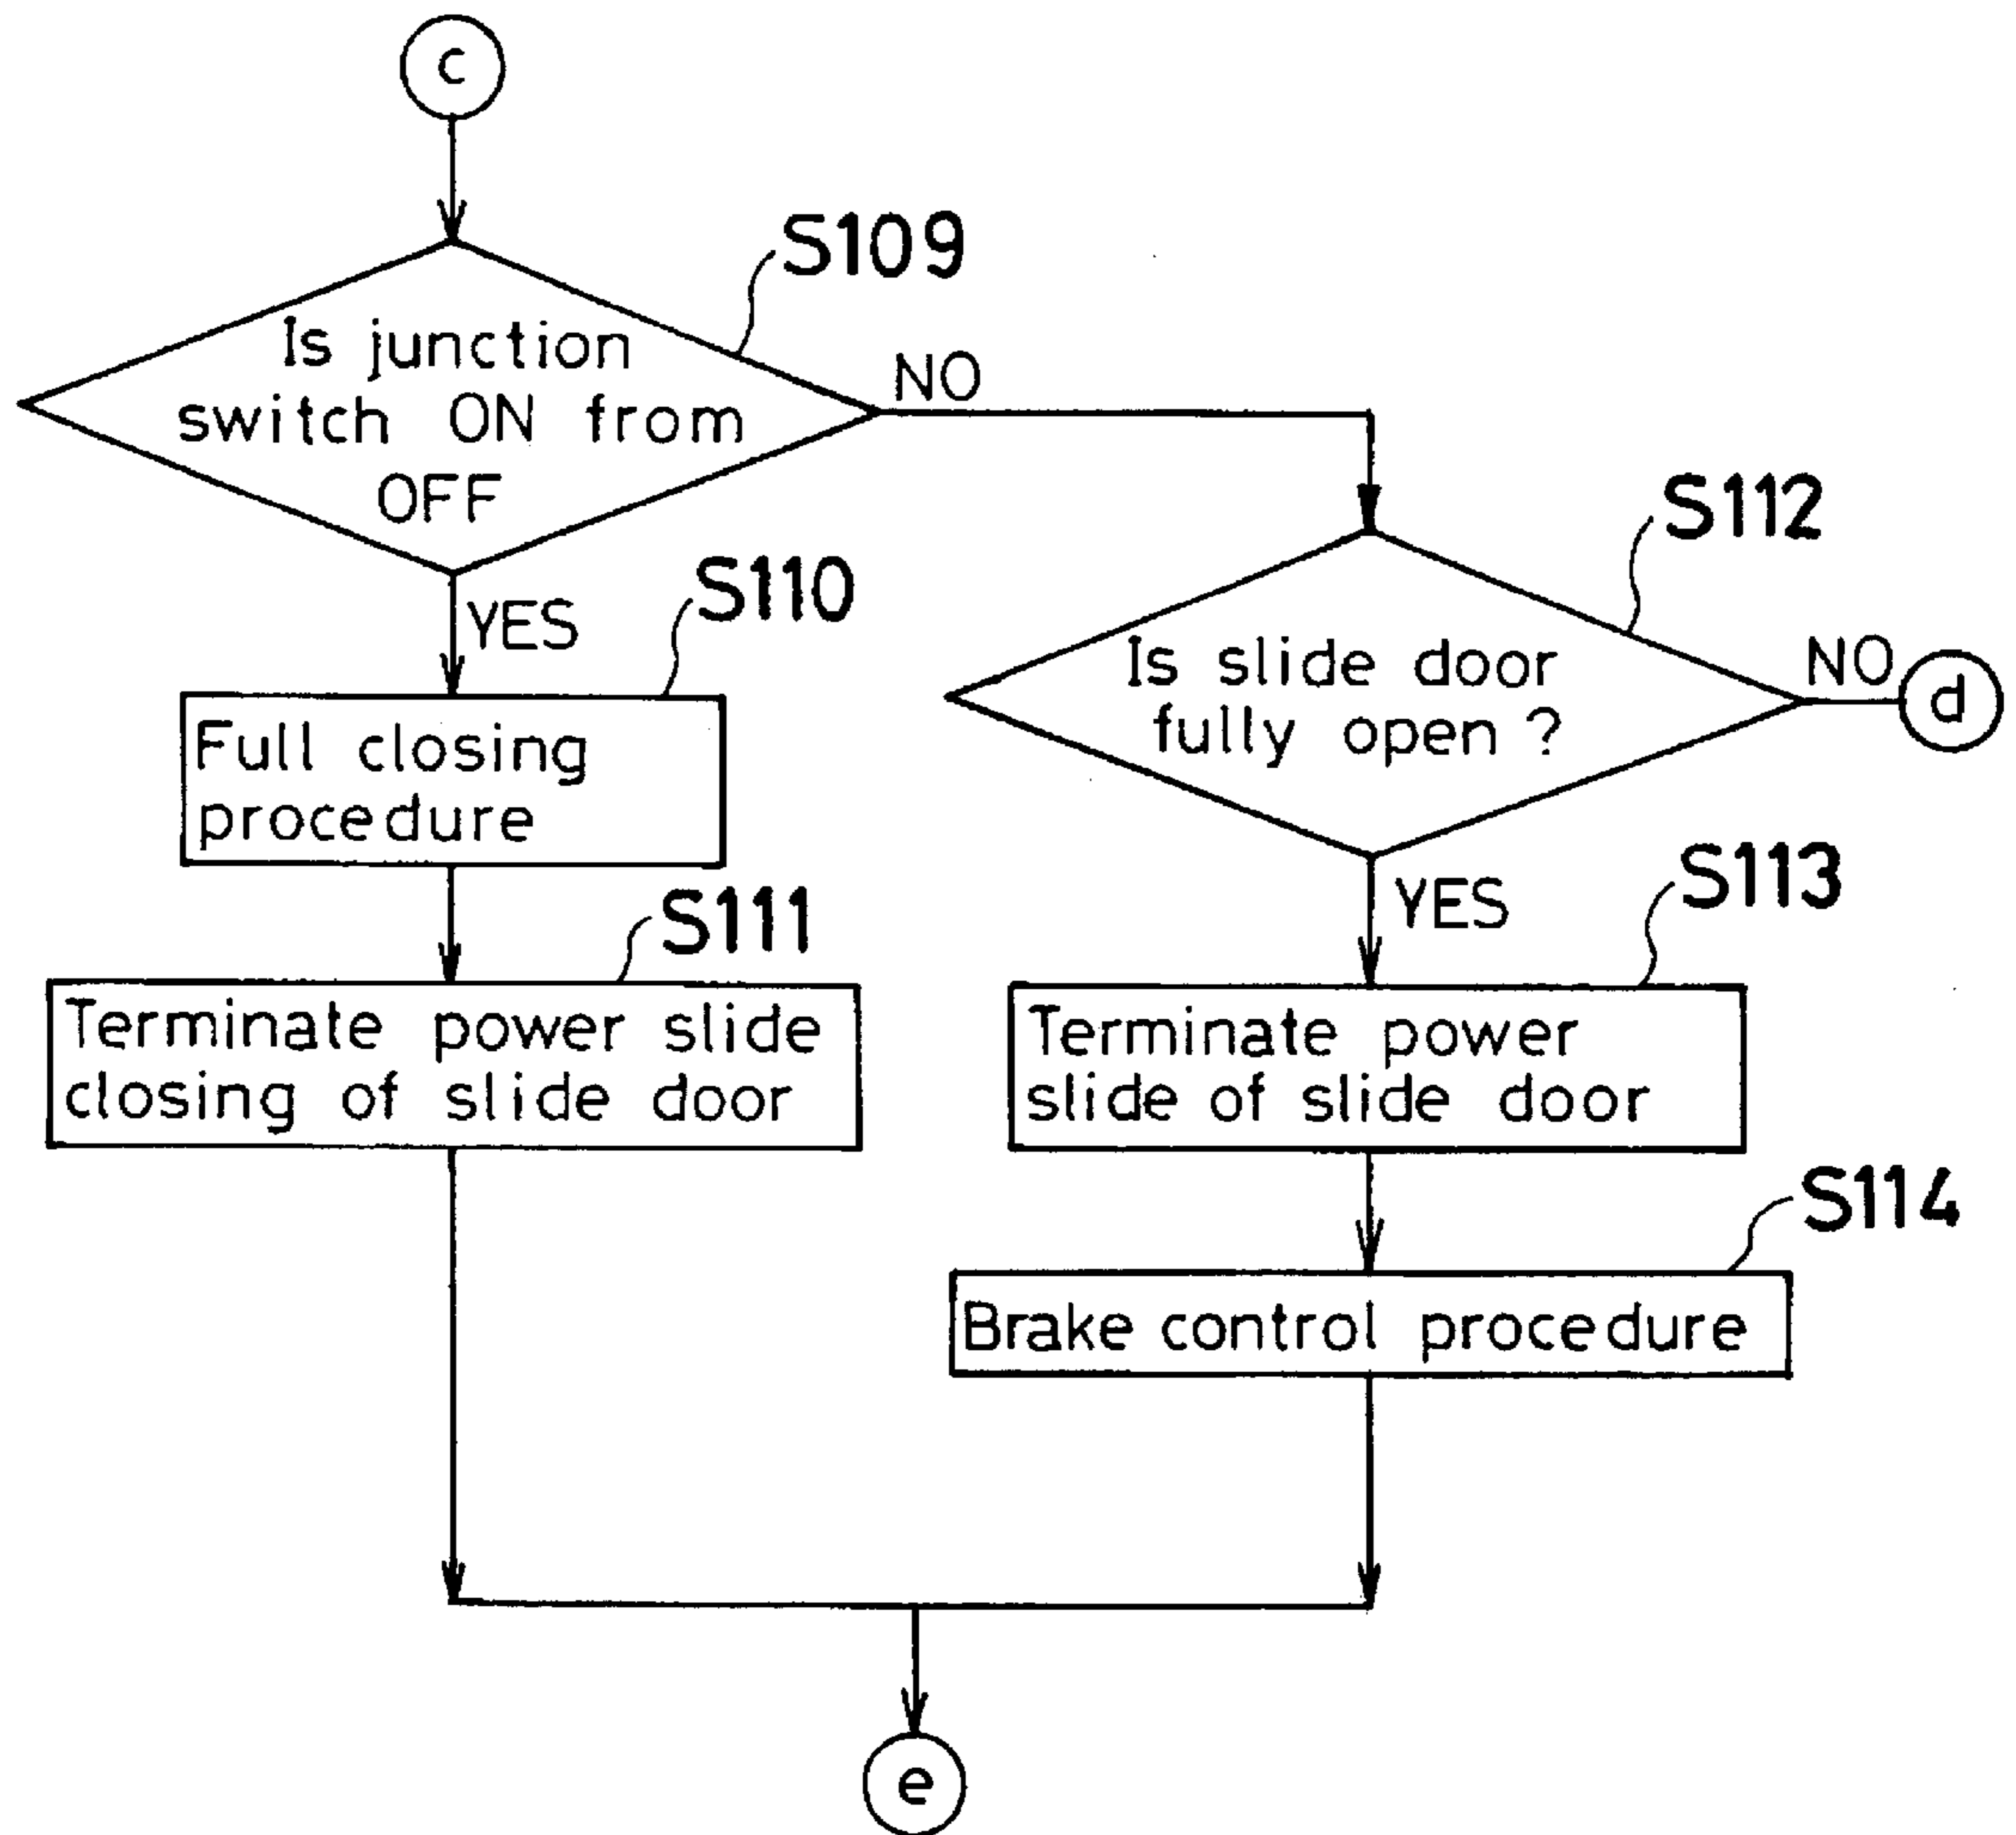 c
S109
Is junction
switch ON from
OFF
NO
YES
S110
Full closing
procedure
S111
Terminate power slide
closing of slide door
S112
Is slide door
fully open ?
NO
d
YES
S113
Terminate power
slide of slide door
S114
Brake control procedure
e